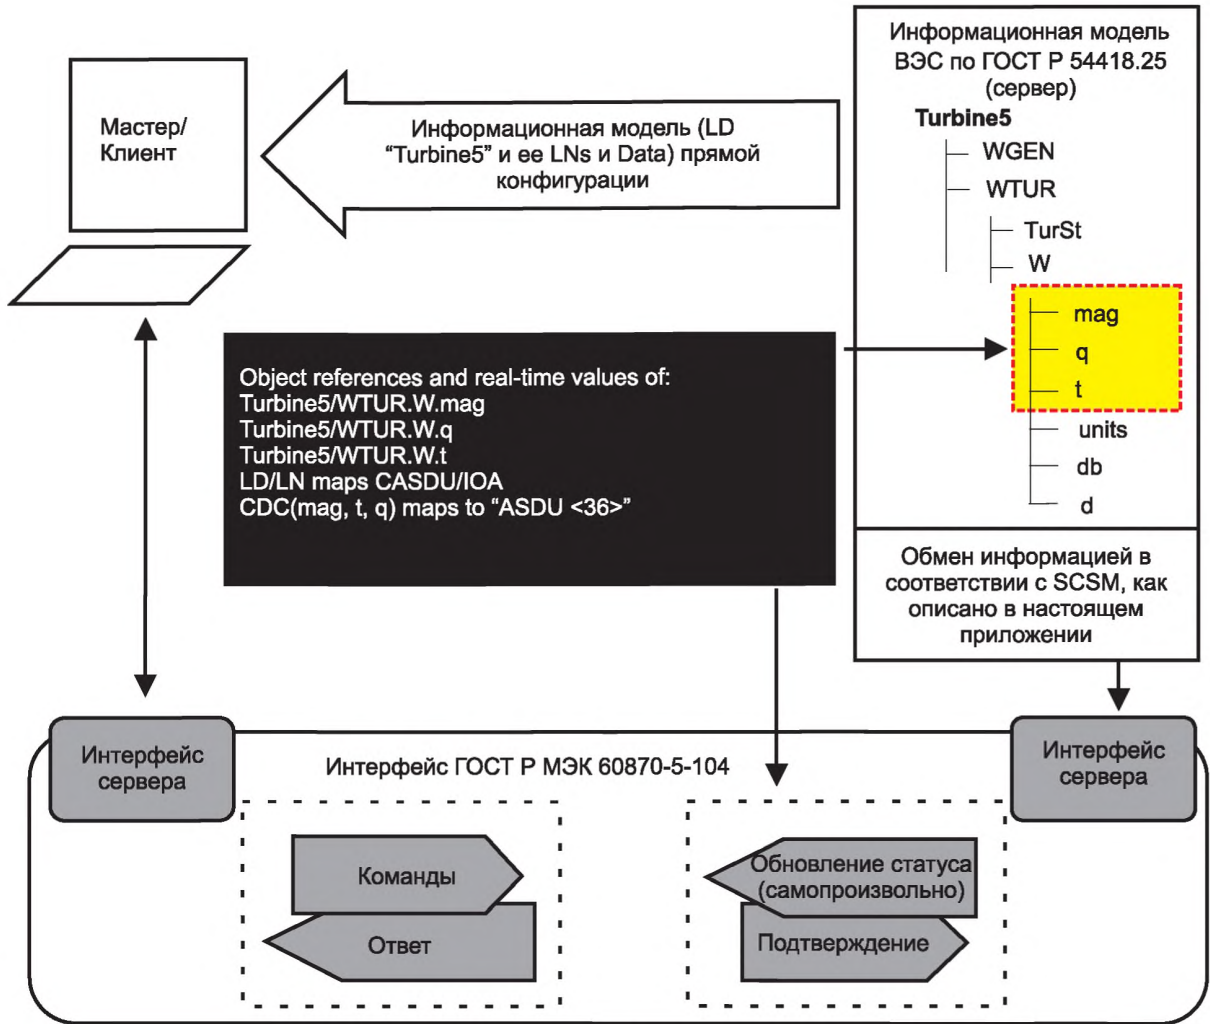 Информационная модель
ВЭС по ГОСТ Р 54418.25
(сервер)
Turbine5
WGEN
WTUR
TurSt
W
mag
q
t
units
db
d
Мастер/
Клиент
Информационная модель (LD
“Turbine5” и ее LNs и Data) прямой
конфигурации
Object references and real-time values of:
Turbine5/WTUR.W.mag
Turbine5/WTUR.W.q
Turbine5/WTUR.W.t
LD/LN maps CASDU/IOA
CDC(mag, t, q) maps to “ASDU <36>”
Обмен информацией в
соответствии с SCSM, как
описано в настоящем
приложении
Интерфейс
сервера
Интерфейс ГОСТ Р МЭК 60870-5-104
Интерфейс
сервера
Команды
Ответ
Обновление статуса
(самопроизвольно)
Подтверждение